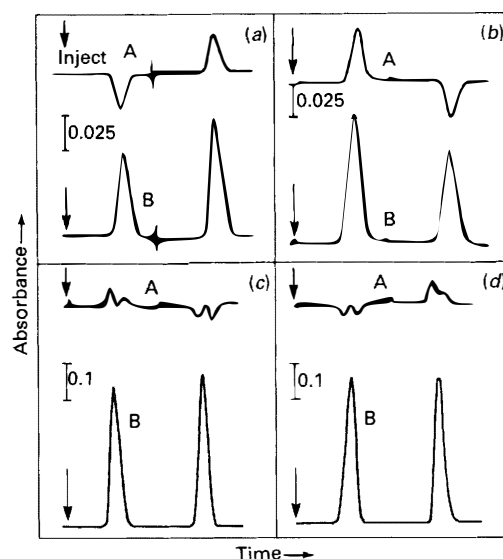 (a)
Inject
A
0.025
B
(b)
A
0.025
B
(c)
A
0.1
B
(d)
A
0.1
B
Absorbance
Time